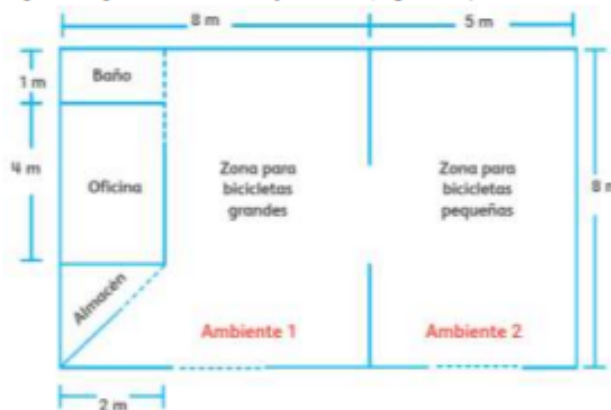 8 m
5 m
1 m
Baño
4 m
Oficina
Zona para
bicicletas
grandes
Zona para
bicicletas
pequeñas
8 m
Almacén
Ambiente 1
Ambiente 2
2 m